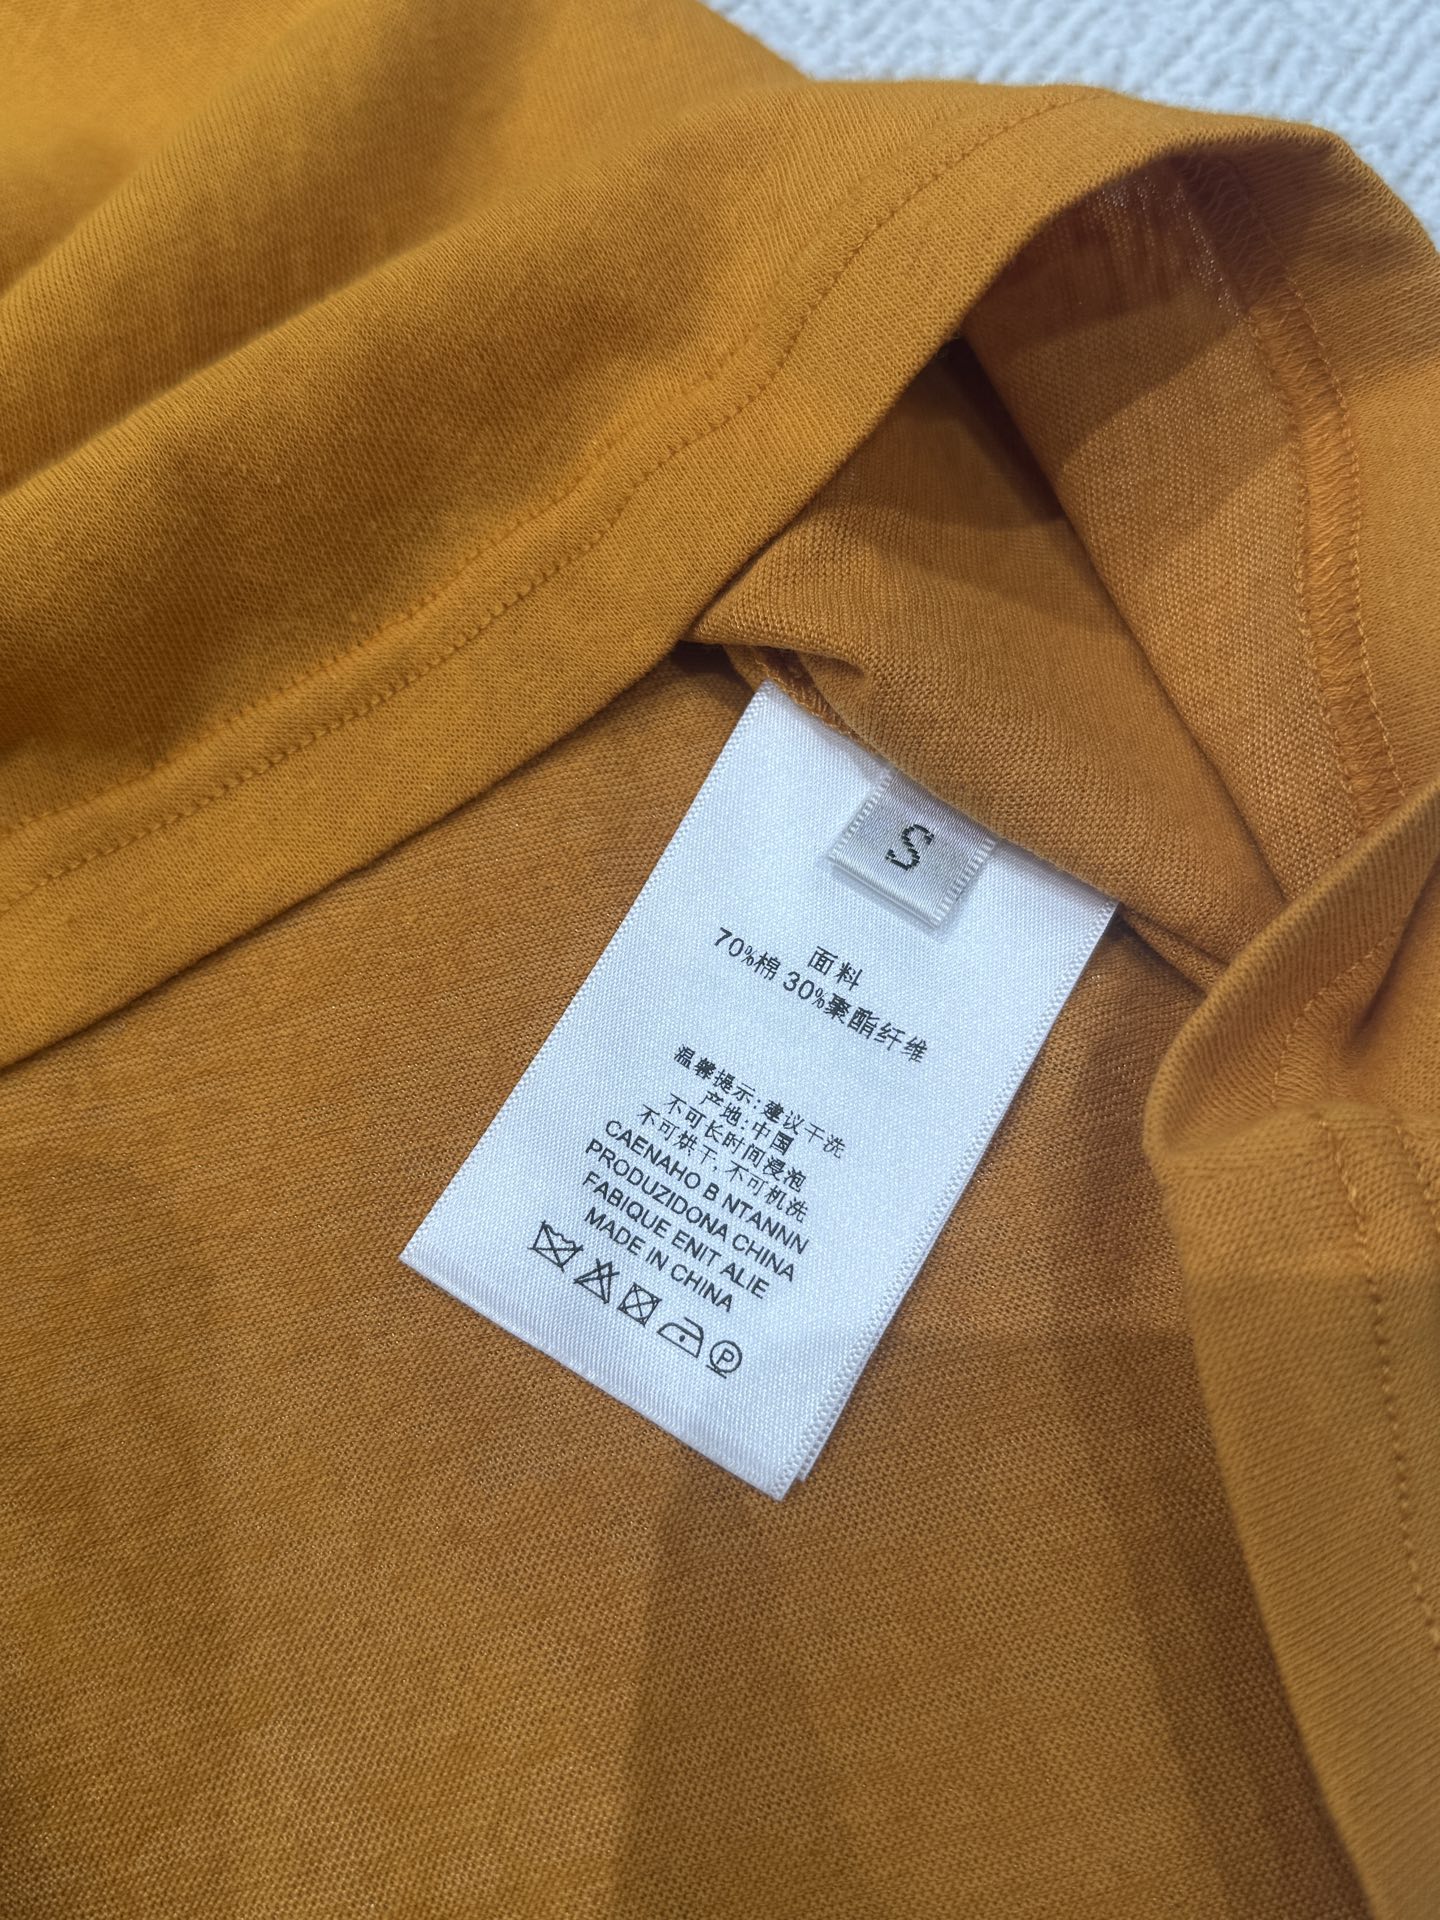 S
面料
70%棉 30%聚酯纤维
温馨提示:建议干洗
产地:中国
不可长时间浸泡
不可烘干,不可机洗
CAENAHO B NTANNN
PRODUZIDONA CHINA
FABIQUE ENIT ALIE
MADE IN CHINA
P